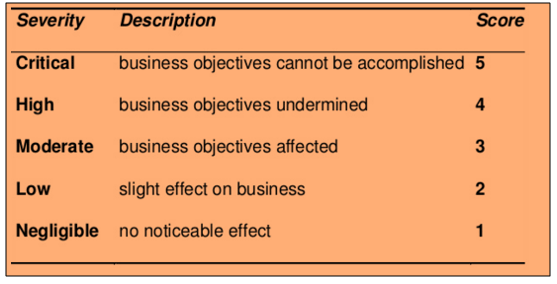 Severity Description Score
Critical business objectives cannot be accomplished 5
High business objectives undermined 4
Moderate business objectives affected 3
Low slight effect on business 2
Negligible no noticeable effect 1